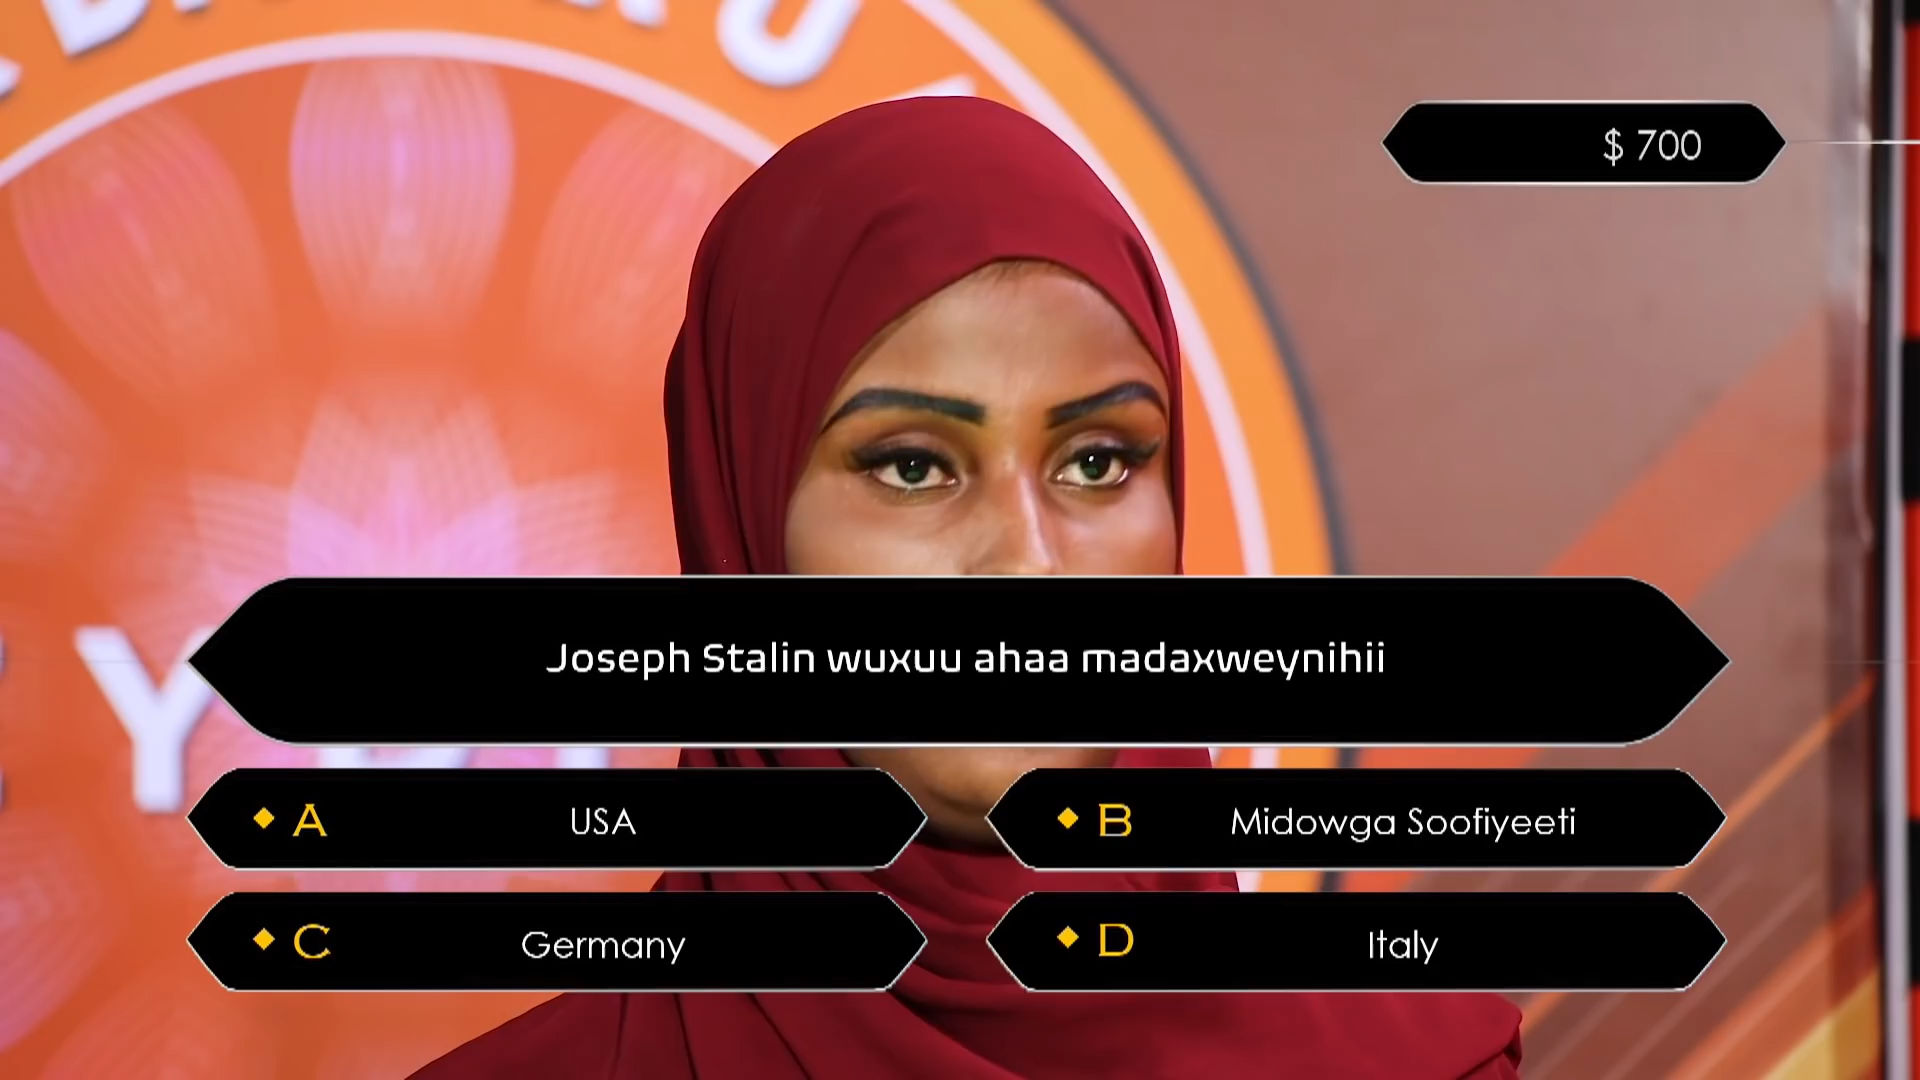 $ 700
Joseph Stalin wuxuu ahaa madaxweynihii
A USA
B Midowga Soofiyeeti
C Germany
D Italy